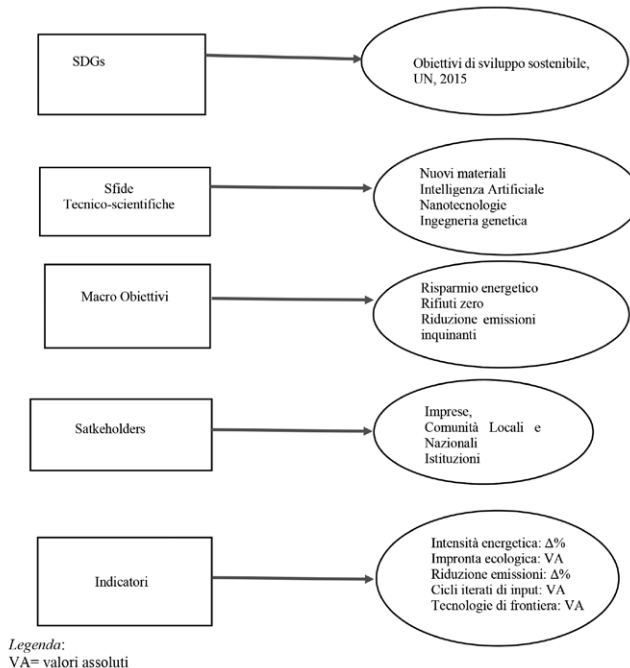 SDGs
Obiettivi di sviluppo sostenibile,
UN, 2015
Sfide
Tecnico-scientifiche
Nuovi materiali
Intelligenza Artificiale
Nanotecnologie
Ingegneria genetica
Macro Obiettivi
Risparmio energetico
Rifiuti zero
Riduzione emissioni
inquinanti
Satkeholders
Imprese,
Comunità Locali e
Nazionali
Istituzioni
Indicatori
Intensità energetica: Δ%
Impronta ecologica: VA
Riduzione emissioni: Δ%
Cicli iterati di input: VA
Tecnologie di frontiera: VA
Legenda:
VA= valori assoluti